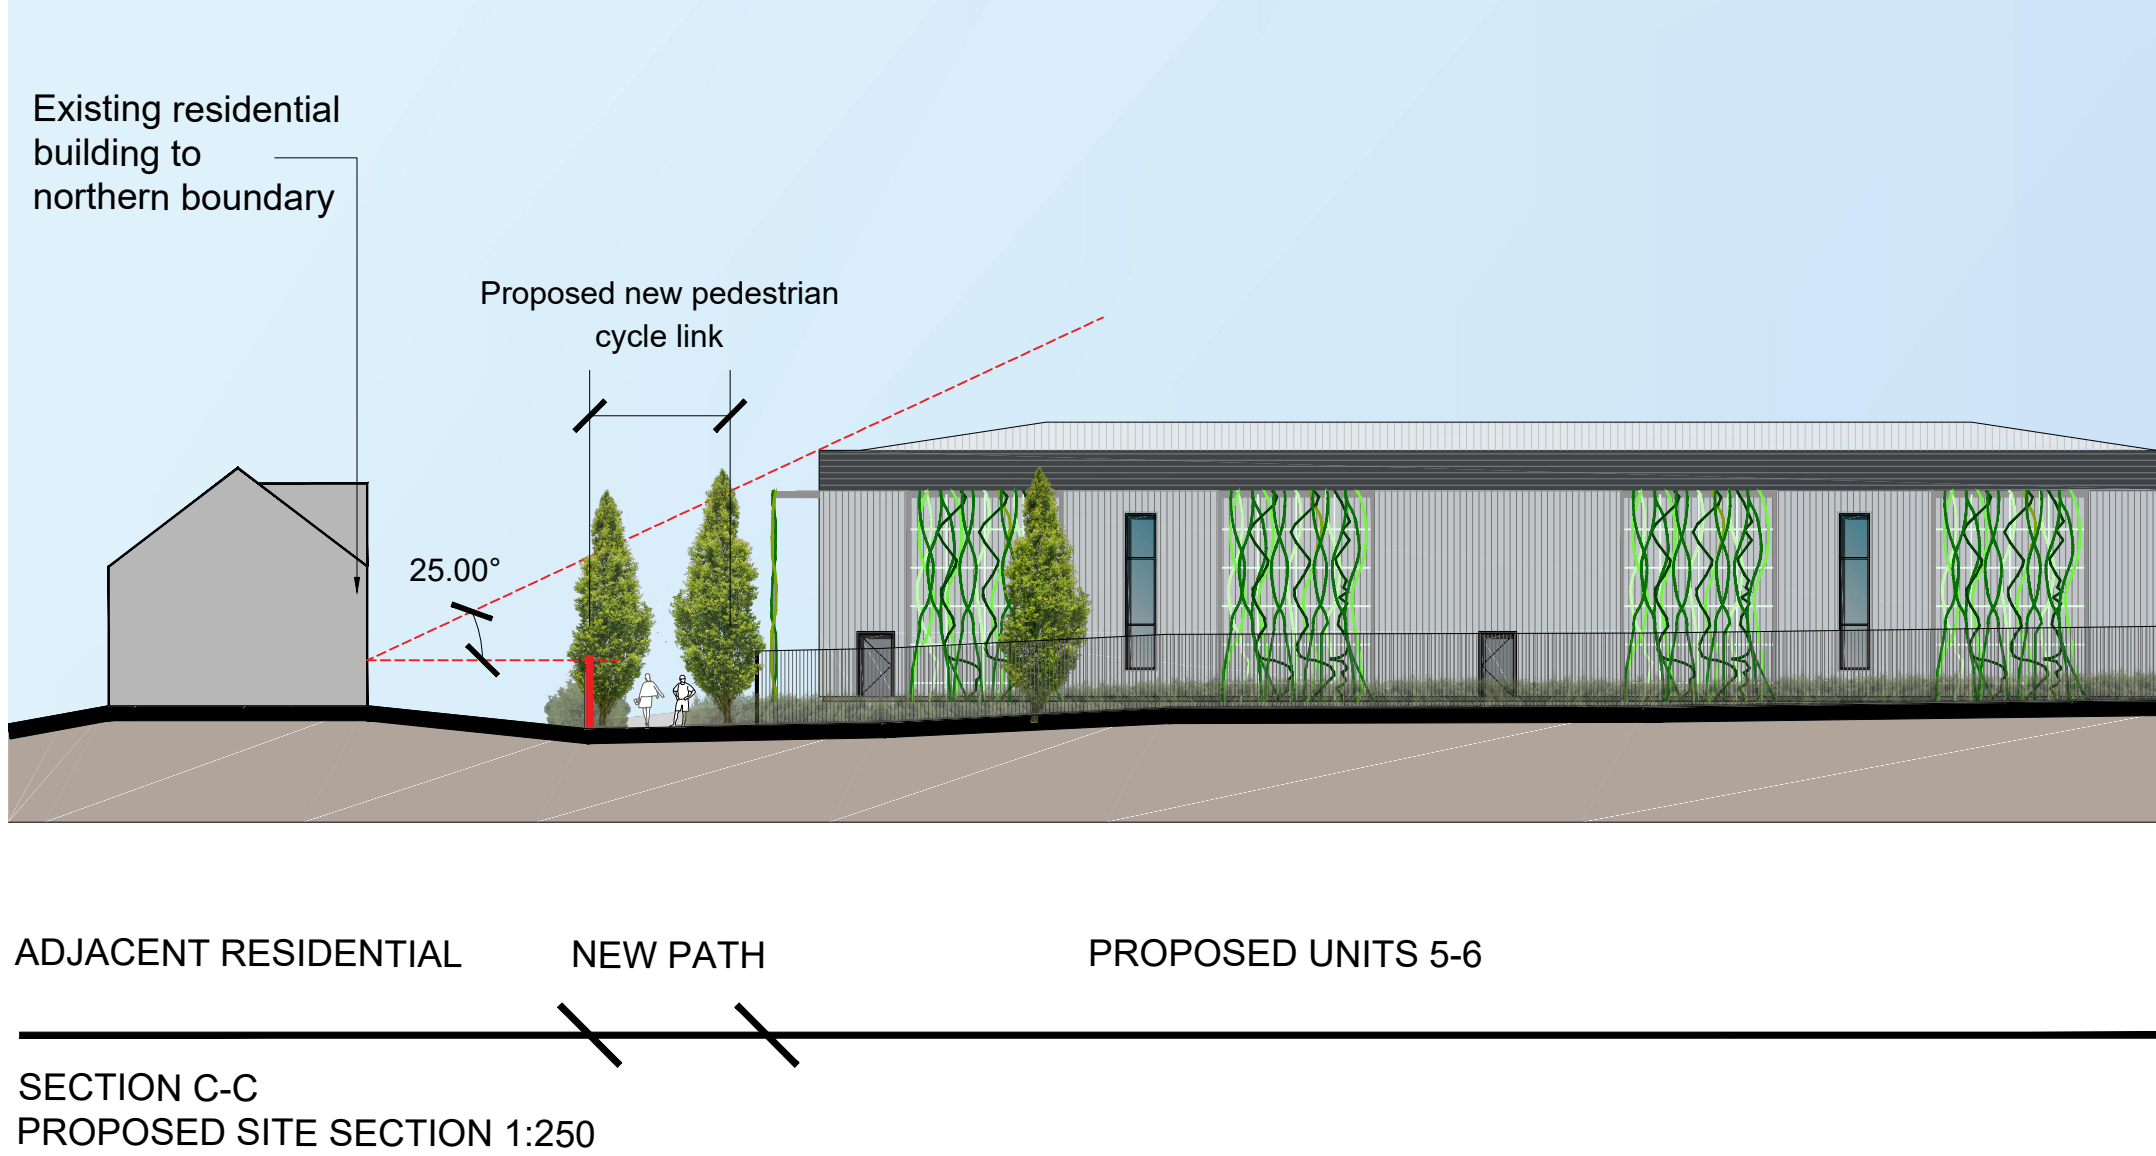 Existing residential
building to
northern boundary
Proposed new pedestrian
cycle link
25.00°
ADJACENT RESIDENTIAL
NEW PATH
PROPOSED UNITS 5-6
SECTION C-C
PROPOSED SITE SECTION 1:250